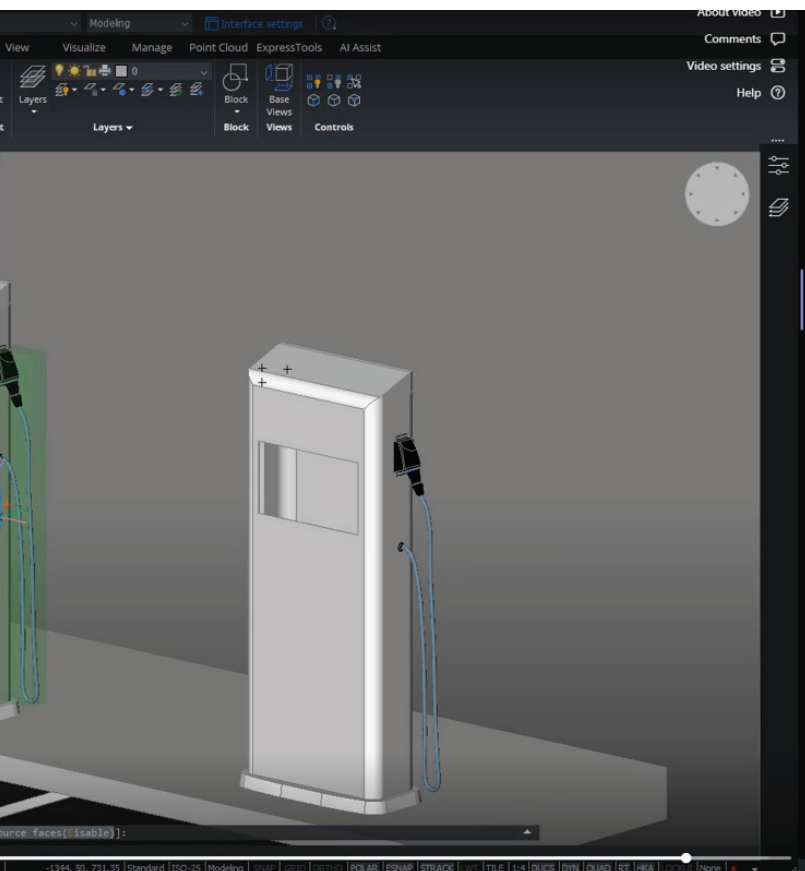 About video
Modeling Interface settings
Comments
View Visualize Manage Point Cloud ExpressTools AI Assist
Video settings
0
Help
Layers Block Base Views
Layers Block Views Controls
ource faces(Disable)]:
-1344, 50, 731.35 Standard ISO-25 Modeling SNAP GRID ORTHO POLAR ESNAP STRACK LWT TILE 1:4 DUCS DYN QUAD RT HKA LOCKUI None